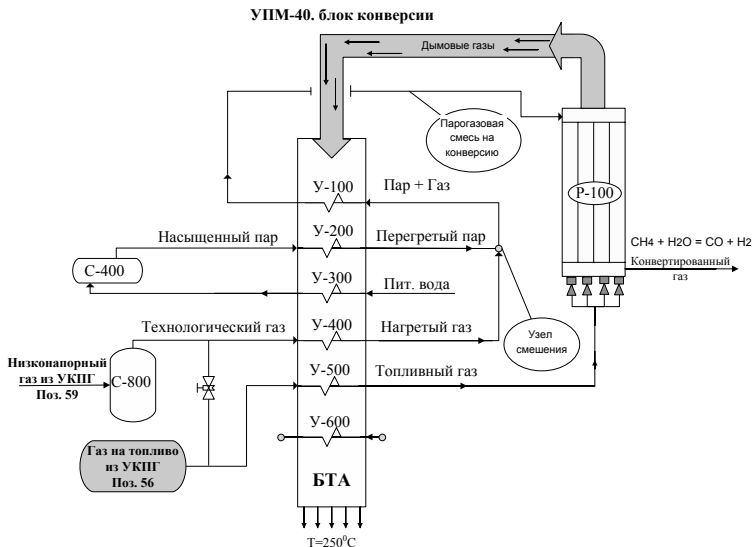 УПМ-40. блок конверсии
Дымовые газы
Парогазовая
смесь на
конверсию
У-100
Пар + Газ
Р-100
У-200
Насыщенный пар
Перегретый пар
CH4 + H2O = CO + H2
Конвертированный
газ
С-400
У-300
Пит. вода
Технологический газ
У-400
Нагретый газ
Узел
смешения
Низконапорный
газ из УКПГ
Поз. 59
С-800
У-500
Топливный газ
У-600
Газ на топливо
из УКПГ
Поз. 56
БТА
Т=250⁰С